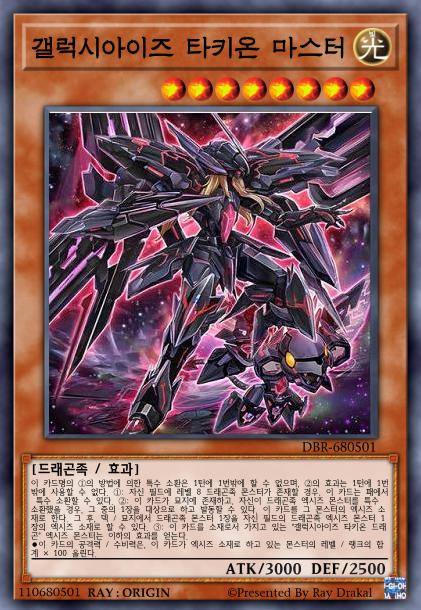 갤럭시아이즈 타키온 마스터
光
DBR-680501
[드래곤족 / 효과]
이 카드명의 ①의 방법에 의한 특수 소환은 1턴에 1번밖에 할 수 없으며, ②의 효과는 1턴에 1번
밖에 사용할 수 없다. ①: 자신 필드에 레벨 8 드래곤족 몬스터가 존재할 경우, 이 카드는 패에서
특수 소환할 수 있다. ②: 이 카드가 묘지에 존재하고, 자신이 드래곤족 엑시즈 몬스터를 특수
소환했을 경우, 그 중의 1장을 대상으로 하고 발동할 수 있다. 이 카드를 그 몬스터의 엑시즈 소
재로 한다. 그 후, 덱 / 묘지에서 드래곤족 몬스터 1장을 자신 필드의 드래곤족 엑시즈 몬스터 1
장의 엑시즈 소재로 할 수 있다. ③: 이 카드를 소재로서 가지고 있는 "갤럭시아이즈 타키온 드래
곤" 엑시즈 몬스터는 이하의 효과를 얻는다.
●이 카드의 공격력 / 수비력은, 이 카드가 엑시즈 소재로 하고 있는 몬스터의 레벨 / 랭크의 합
계 × 100 올린다.
ATK/3000 DEF/2500
110680501 RAY : ORIGIN ©Presented By Ray Drakal